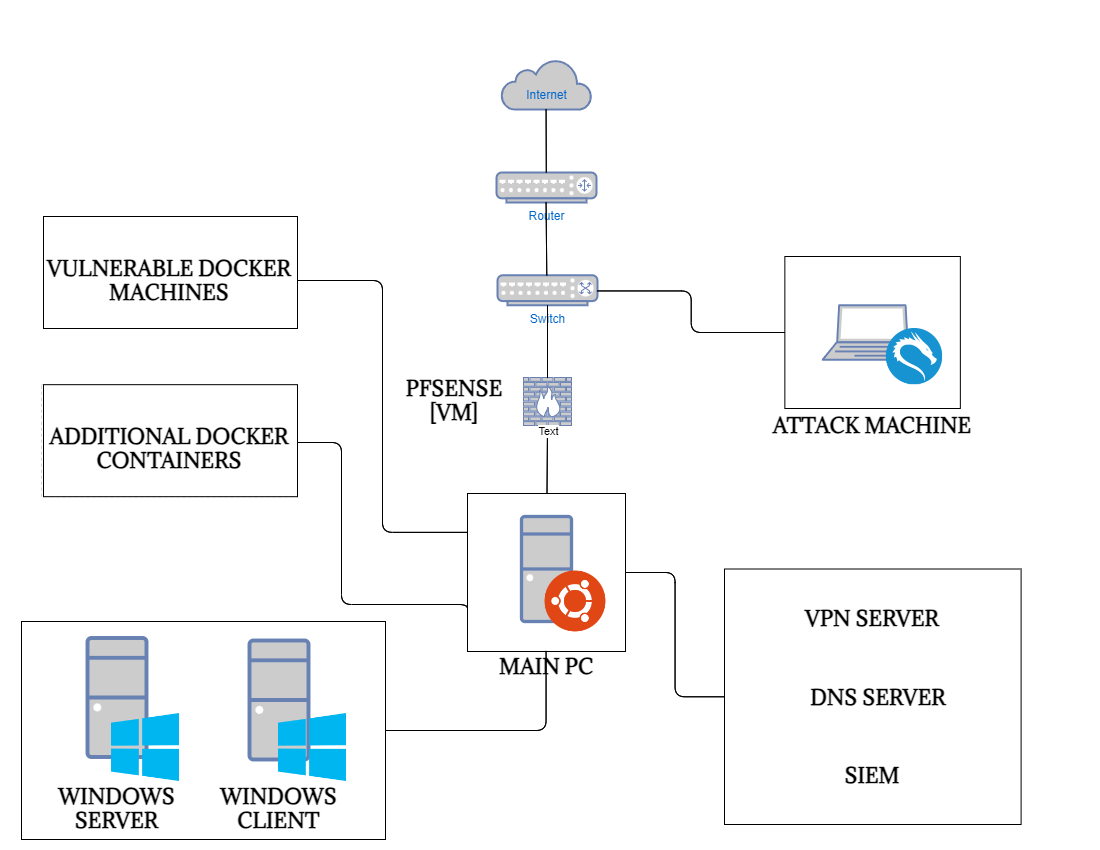 Internet
Router
Switch
VULNERABLE DOCKER
MACHINES
PFSENSE
[VM]
Text
ATTACK MACHINE
ADDITIONAL DOCKER
CONTAINERS
MAIN PC
VPN SERVER
DNS SERVER
SIEM
WINDOWS
SERVER
WINDOWS
CLIENT